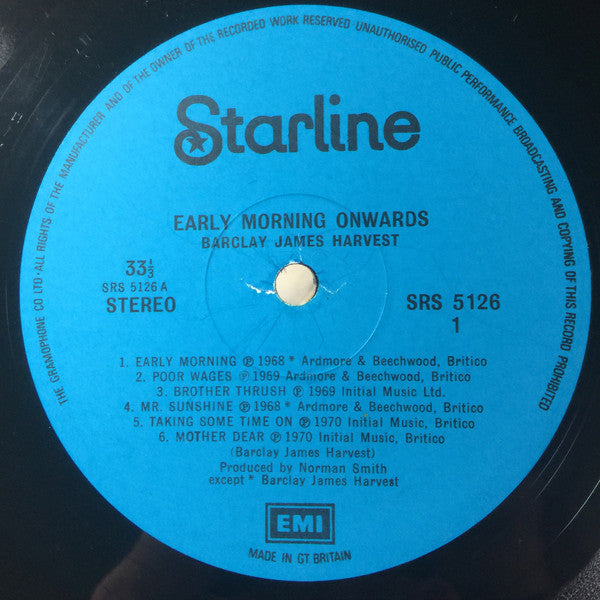 THE GRAMOPHONE CO LTD · ALL RIGHTS OF THE MANUFACTURER AND OF THE OWNER OF THE RECORDED WORK RESERVED UNAUTHORISED PUBLIC PERFORMANCE BROADCASTING AND COPYING OF THIS RECORD PROHIBITED
Starline
EARLY MORNING ONWARDS
BARCLAY JAMES HARVEST
33⅓
SRS 5126 A
STEREO
SRS 5126
1
1. EARLY MORNING ℗ 1968 * Ardmore & Beechwood, Britico
2. POOR WAGES ℗ 1969 Ardmore & Beechwood, Britico
3. BROTHER THRUSH ℗ 1969 Initial Music Ltd.
4. MR. SUNSHINE ℗ 1968 * Ardmore & Beechwood, Britico
5. TAKING SOME TIME ON ℗ 1970 Initial Music, Britico
6. MOTHER DEAR ℗ 1970 Initial Music, Britico
(Barclay James Harvest)
Produced by Norman Smith
except * Barclay James Harvest
EMI
MADE IN GT BRITAIN